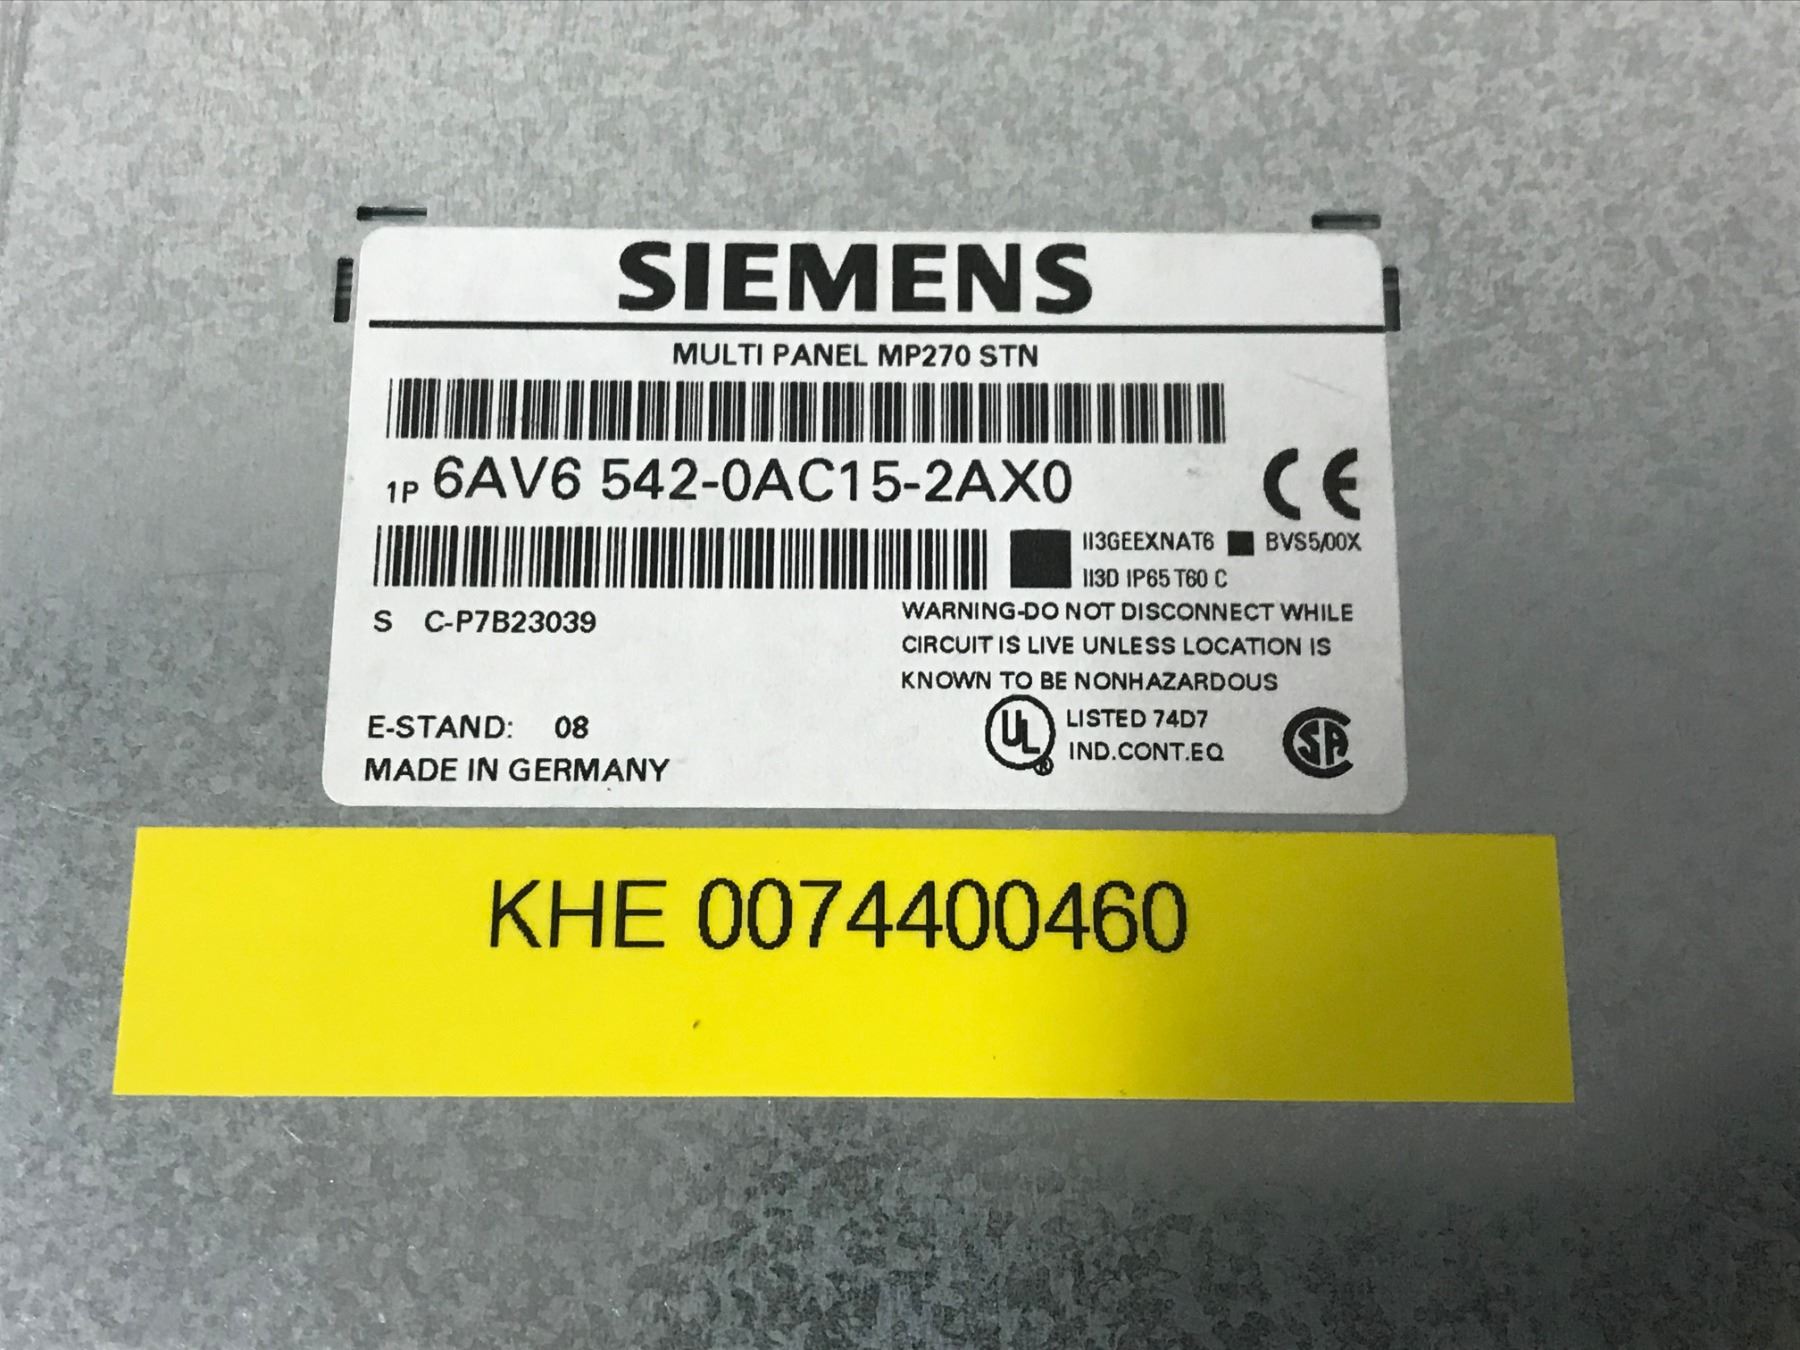 SIEMENS
MULTI PANEL MP270 STN
1P 6AV6 542-0AC15-2AX0
CE
II3GEEXNAT6 BVS5/00X
II3D IP65 T60 C
S C-P7B23039
WARNING-DO NOT DISCONNECT WHILE
CIRCUIT IS LIVE UNLESS LOCATION IS
KNOWN TO BE NONHAZARDOUS
E-STAND: 08
MADE IN GERMANY
UL® LISTED 74D7
IND.CONT.EQ
CSA
KHE 0074400460